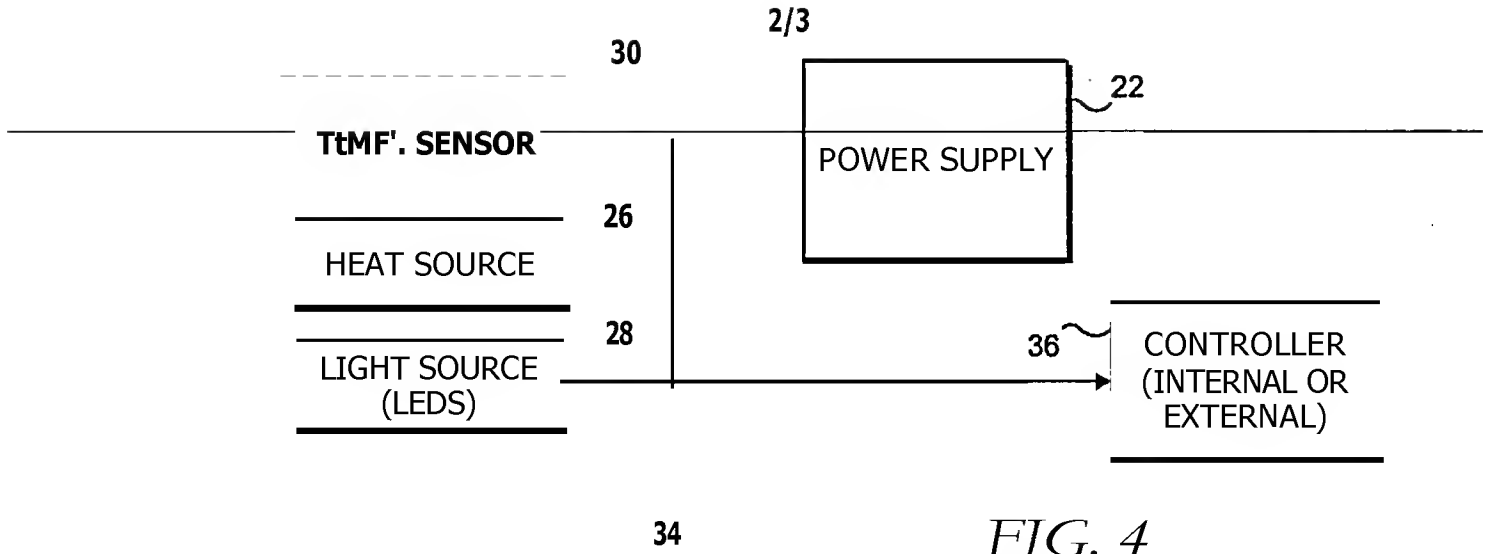 2/3
30
22
TtMF'. SENSOR
POWER SUPPLY
26
HEAT SOURCE
28
36
LIGHT SOURCE
(LEDS)
CONTROLLER
(INTERNAL OR
EXTERNAL)
34
FIG. 4